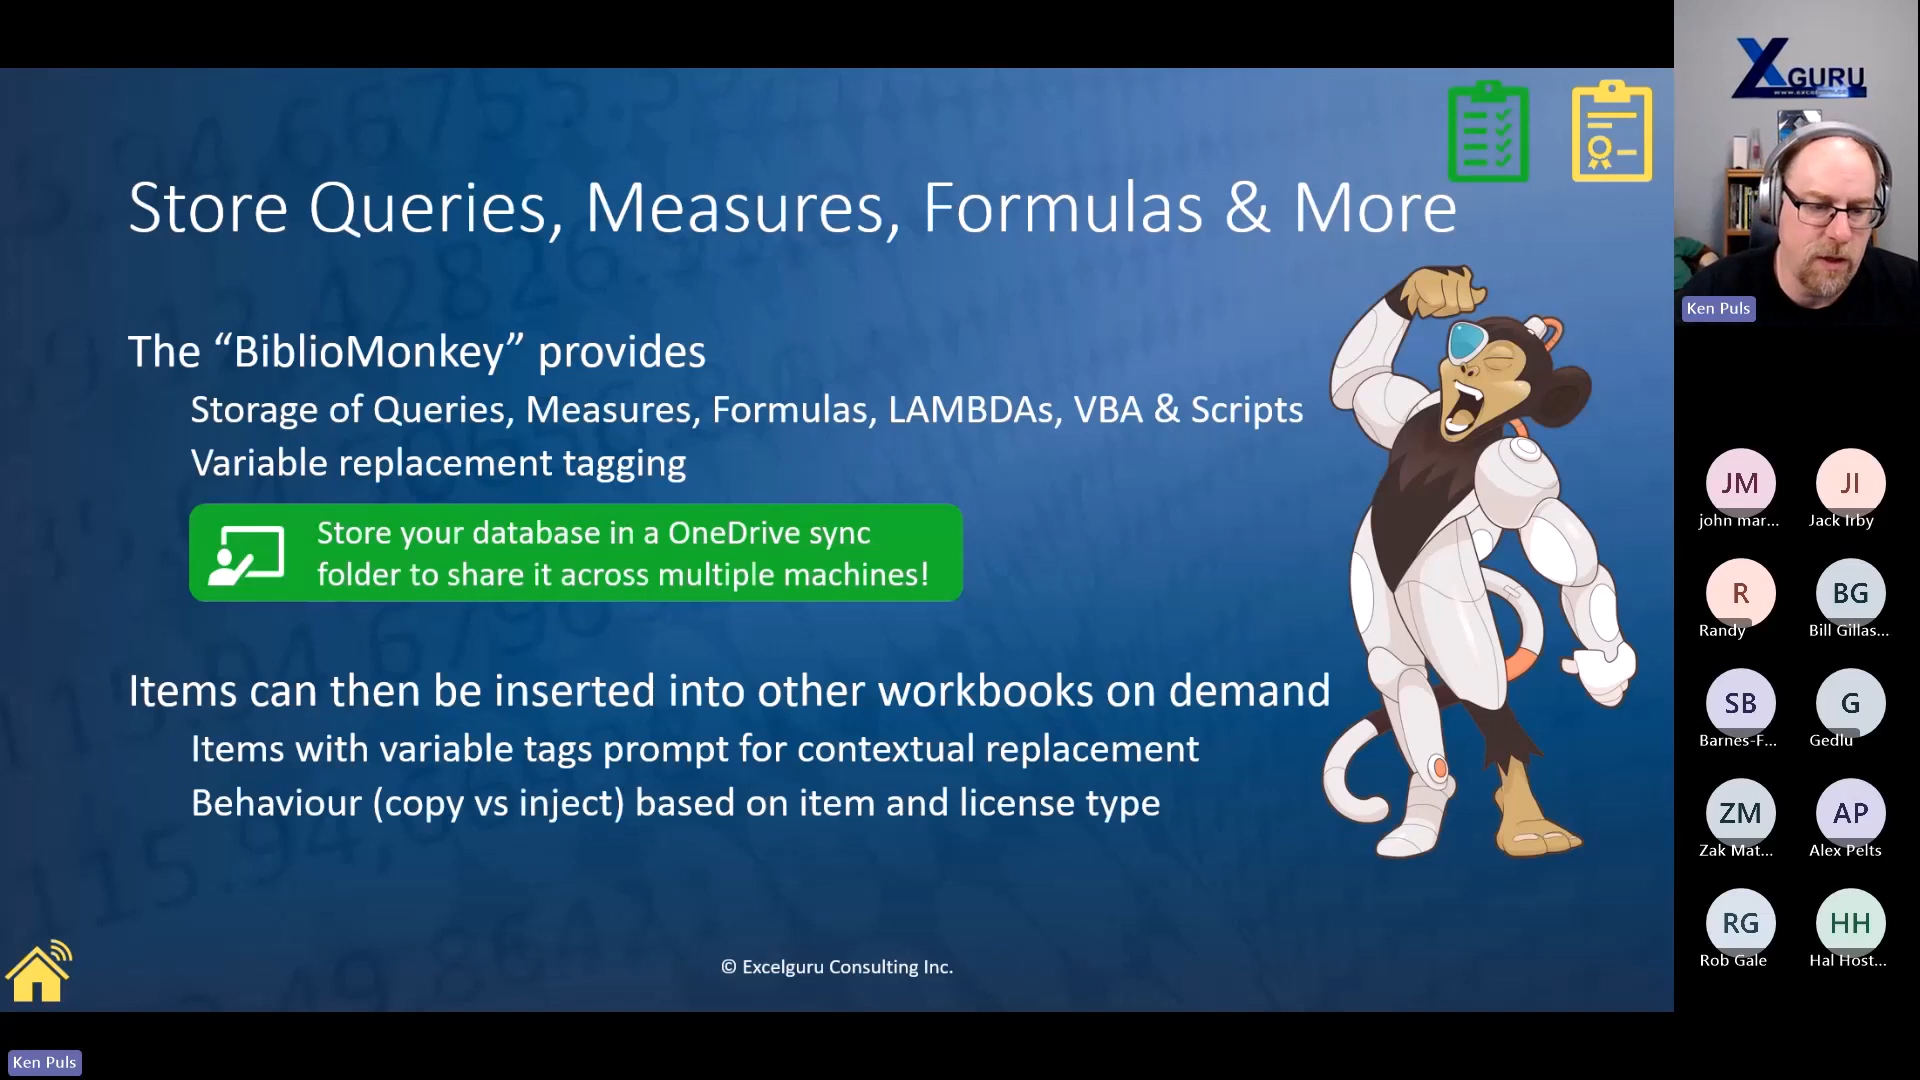 Store Queries, Measures, Formulas & More
The “BiblioMonkey” provides
Storage of Queries, Measures, Formulas, LAMBDAs, VBA & Scripts
Variable replacement tagging
Store your database in a OneDrive sync
folder to share it across multiple machines!
Items can then be inserted into other workbooks on demand
Items with variable tags prompt for contextual replacement
Behaviour (copy vs inject) based on item and license type
© Excelguru Consulting Inc.
Ken Puls
XGURU
Ken Puls
JM
john mar...
JI
Jack Irby
R
Randy
BG
Bill Gillas...
SB
Barnes-F...
G
Gedlu
ZM
Zak Mat...
AP
Alex Pelts
RG
Rob Gale
HH
Hal Host...